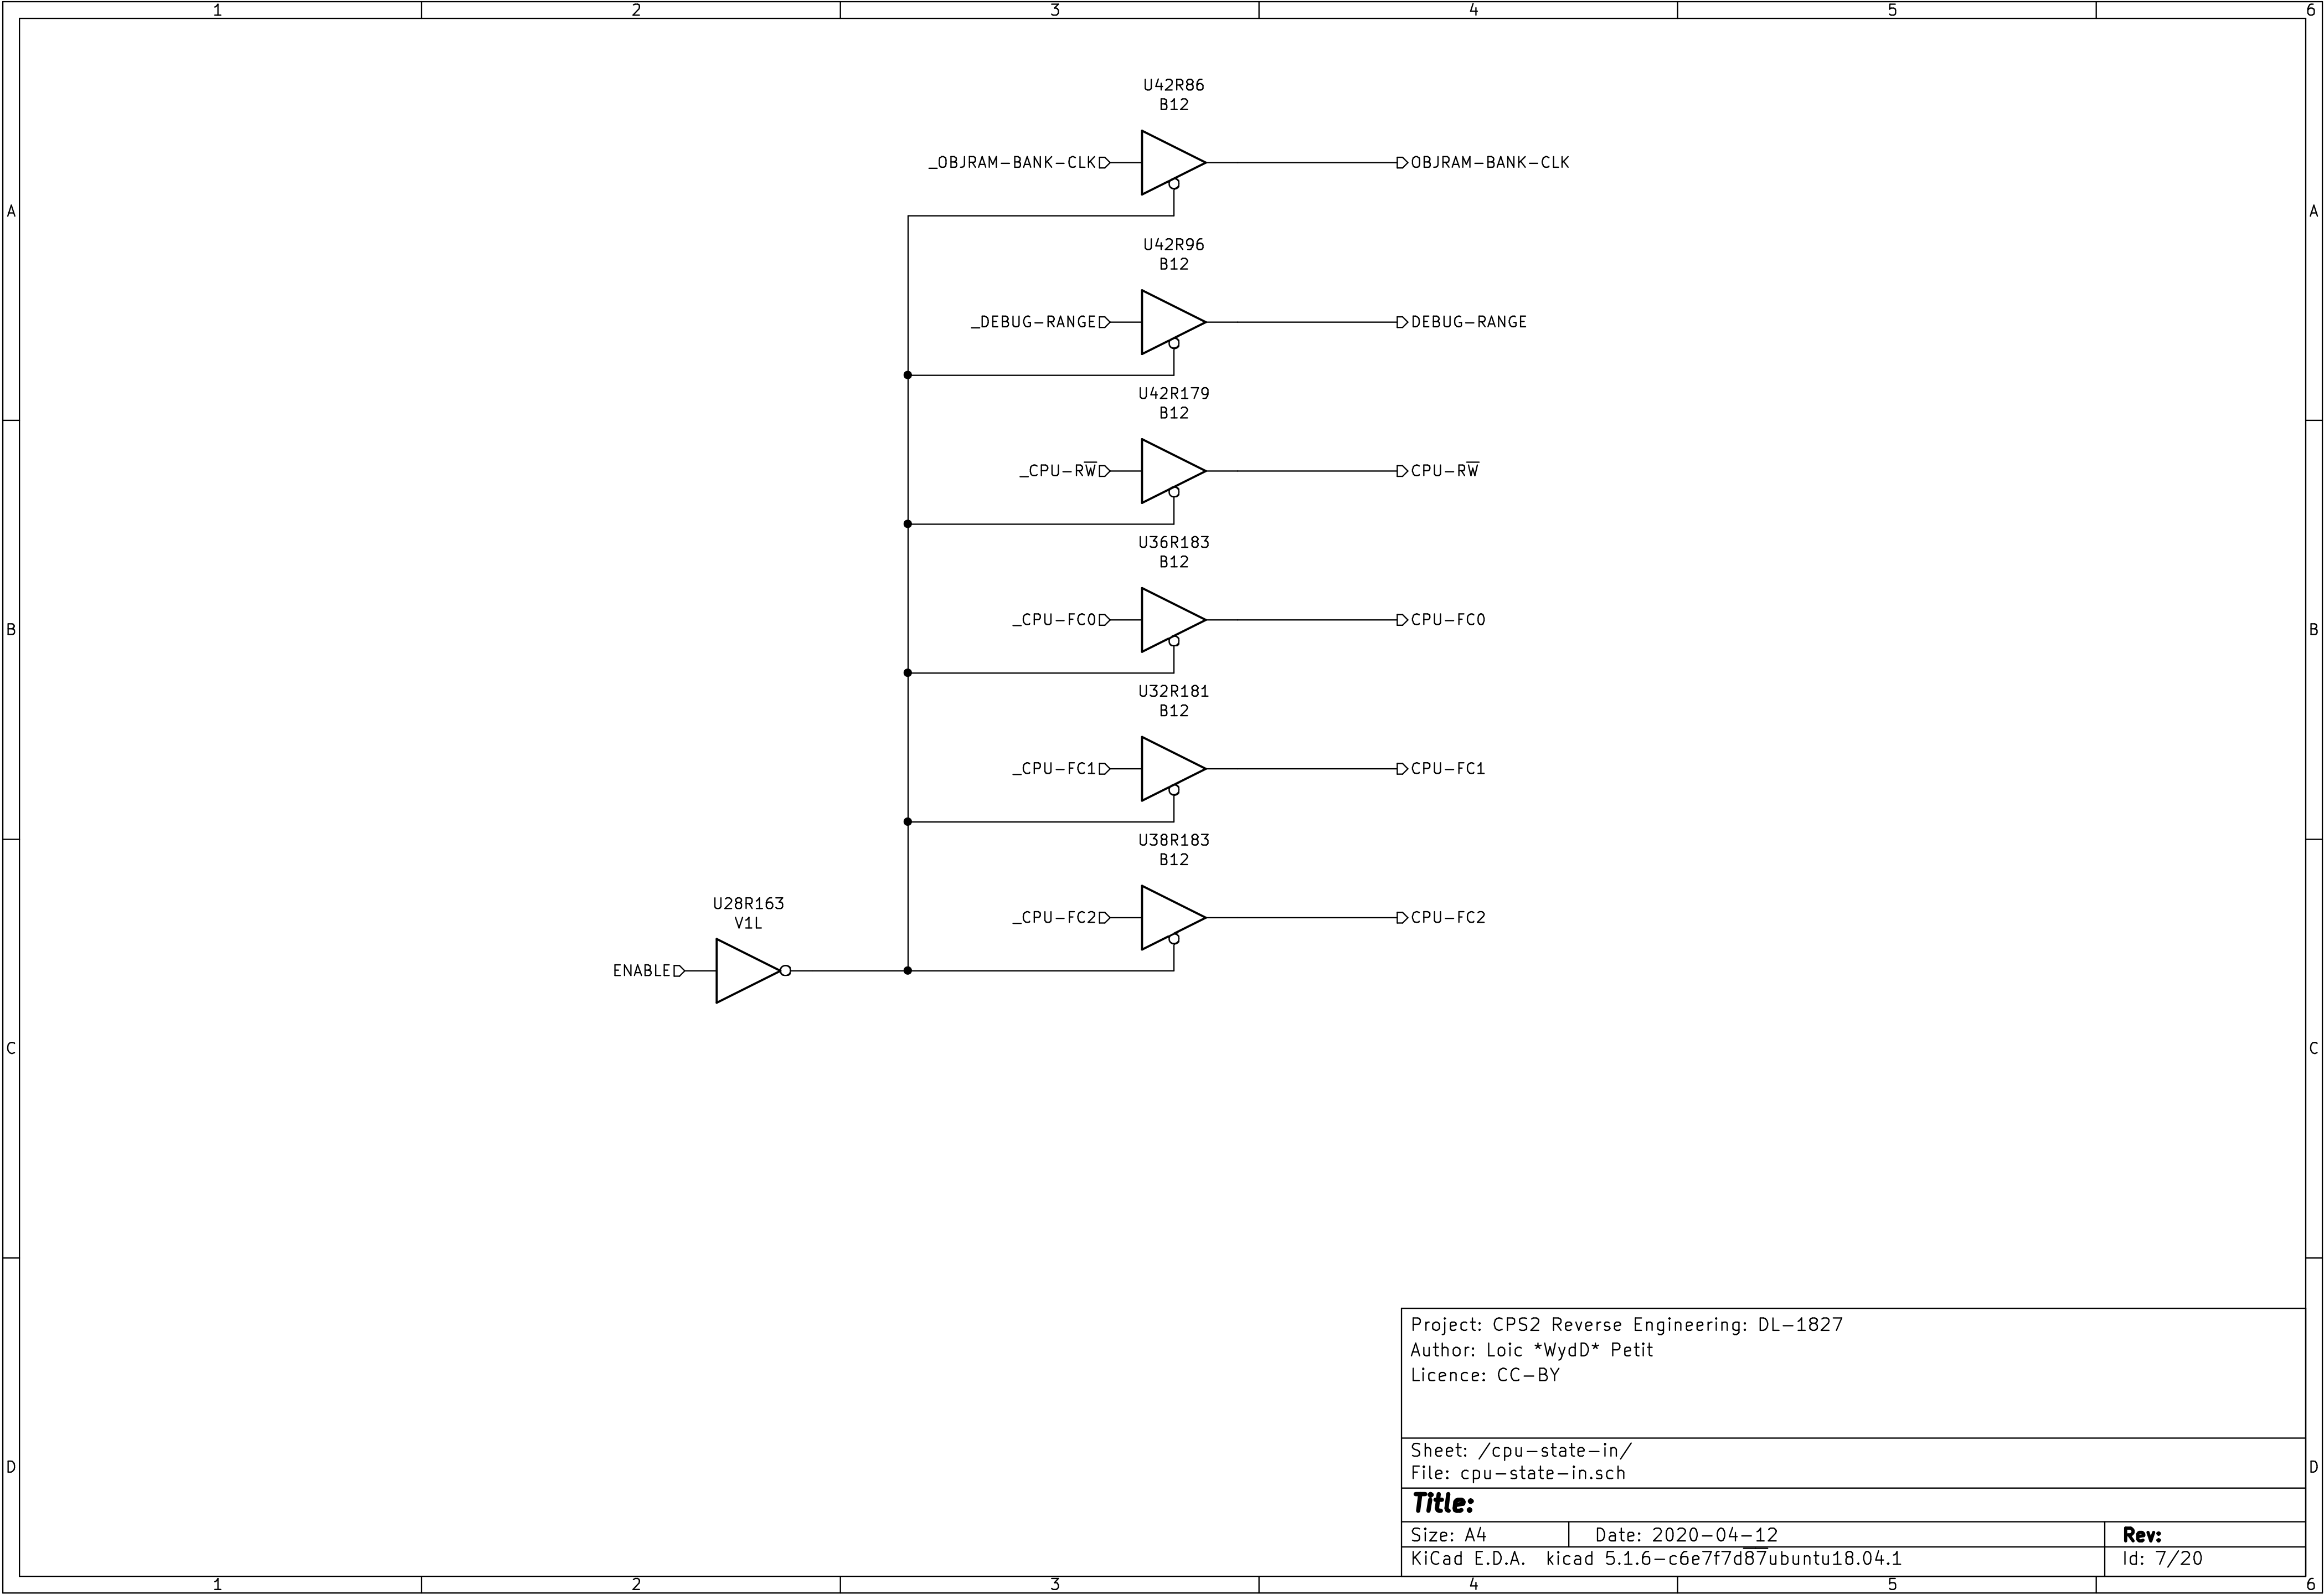 1 2 3 4 5 6
U42R86
B12
_OBJRAM-BANK-CLK OBJRAM-BANK-CLK
A A
U42R96
B12
_DEBUG-RANGE DEBUG-RANGE
U42R179
B12
_CPU-RW̅ CPU-RW̅
U36R183
B12
_CPU-FC0 CPU-FC0
B B
U32R181
B12
_CPU-FC1 CPU-FC1
U38R183
B12
_CPU-FC2 CPU-FC2
U28R163
V1L
ENABLE
C C
Project: CPS2 Reverse Engineering: DL-1827
Author: Loic *WydD* Petit
Licence: CC-BY
Sheet: /cpu-state-in/
File: cpu-state-in.sch
D D
Title:
Size: A4 Date: 2020-04-12 Rev:
KiCad E.D.A. kicad 5.1.6-c6e7f7d8̅7̅ubuntu18.04.1 Id: 7/20
1 2 3 4 5 6